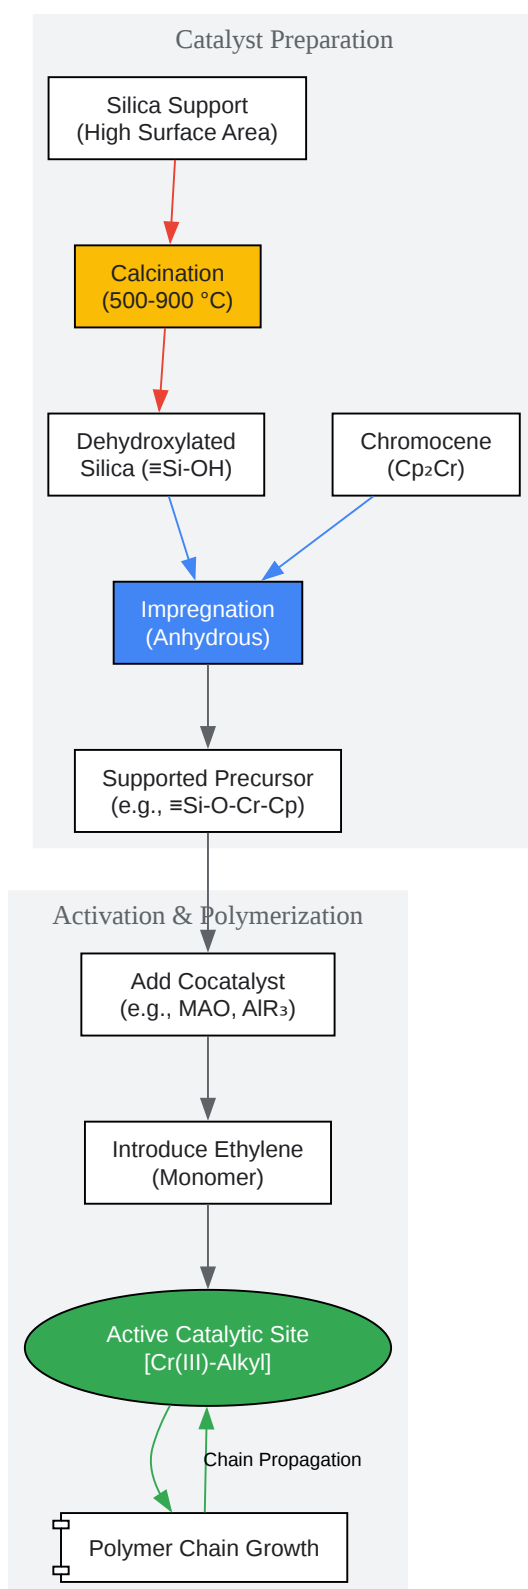 Catalyst Preparation
Silica Support
(High Surface Area)
Calcination
(500-900 °C)
Dehydroxylated
Silica (≡Si-OH)
Chromocene
(Cp₂Cr)
Impregnation
(Anhydrous)
Supported Precursor
(e.g., ≡Si-O-Cr-Cp)
Activation & Polymerization
Add Cocatalyst
(e.g., MAO, AlR₃)
Introduce Ethylene
(Monomer)
Active Catalytic Site
[Cr(III)-Alkyl]
Chain Propagation
Polymer Chain Growth